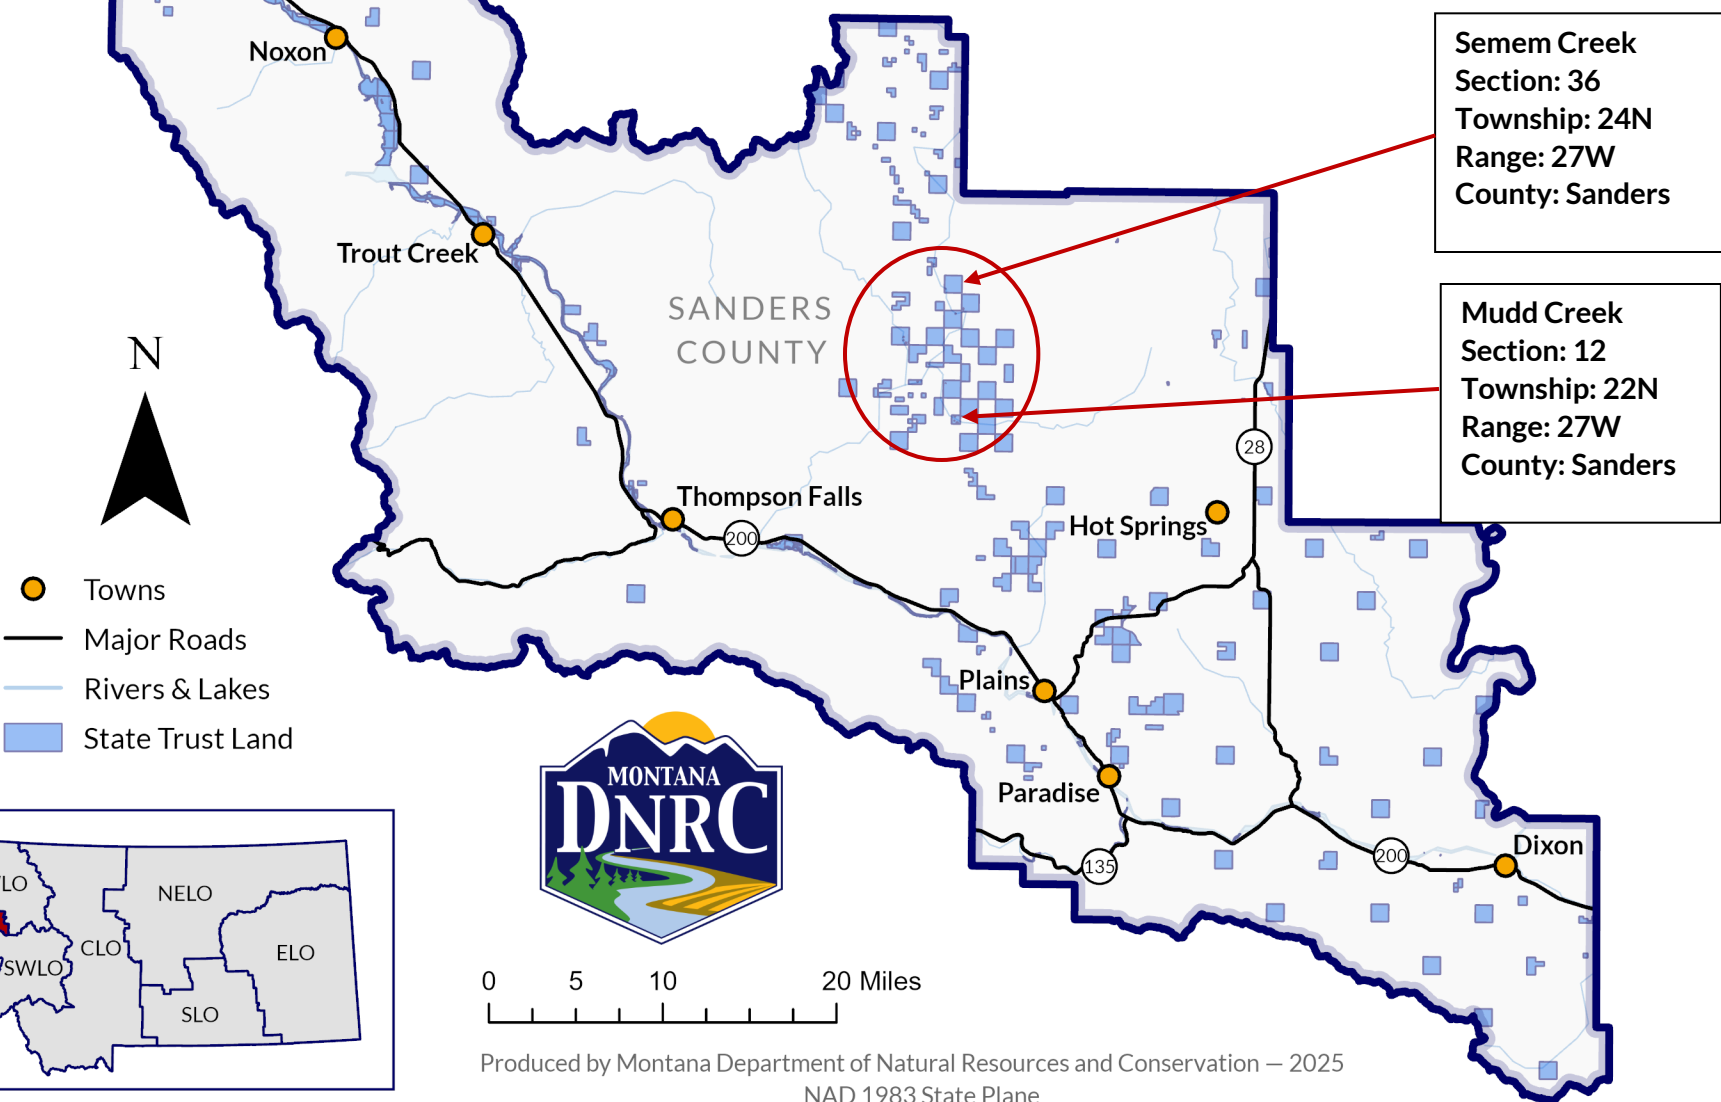 Noxon
Trout Creek
SANDERS
COUNTY
Semem Creek
Section: 36
Township: 24N
Range: 27W
County: Sanders
Mudd Creek
Section: 12
Township: 22N
Range: 27W
County: Sanders
N
28
Thompson Falls
200
Hot Springs
Towns
Major Roads
Rivers & Lakes
State Trust Land
Plains
Paradise
135
200
Dixon
MONTANA
DNRC
LO
NELO
CLO
ELO
SWLO
SLO
0 5 10 20 Miles
Produced by Montana Department of Natural Resources and Conservation — 2025
NAD 1983 State Plane